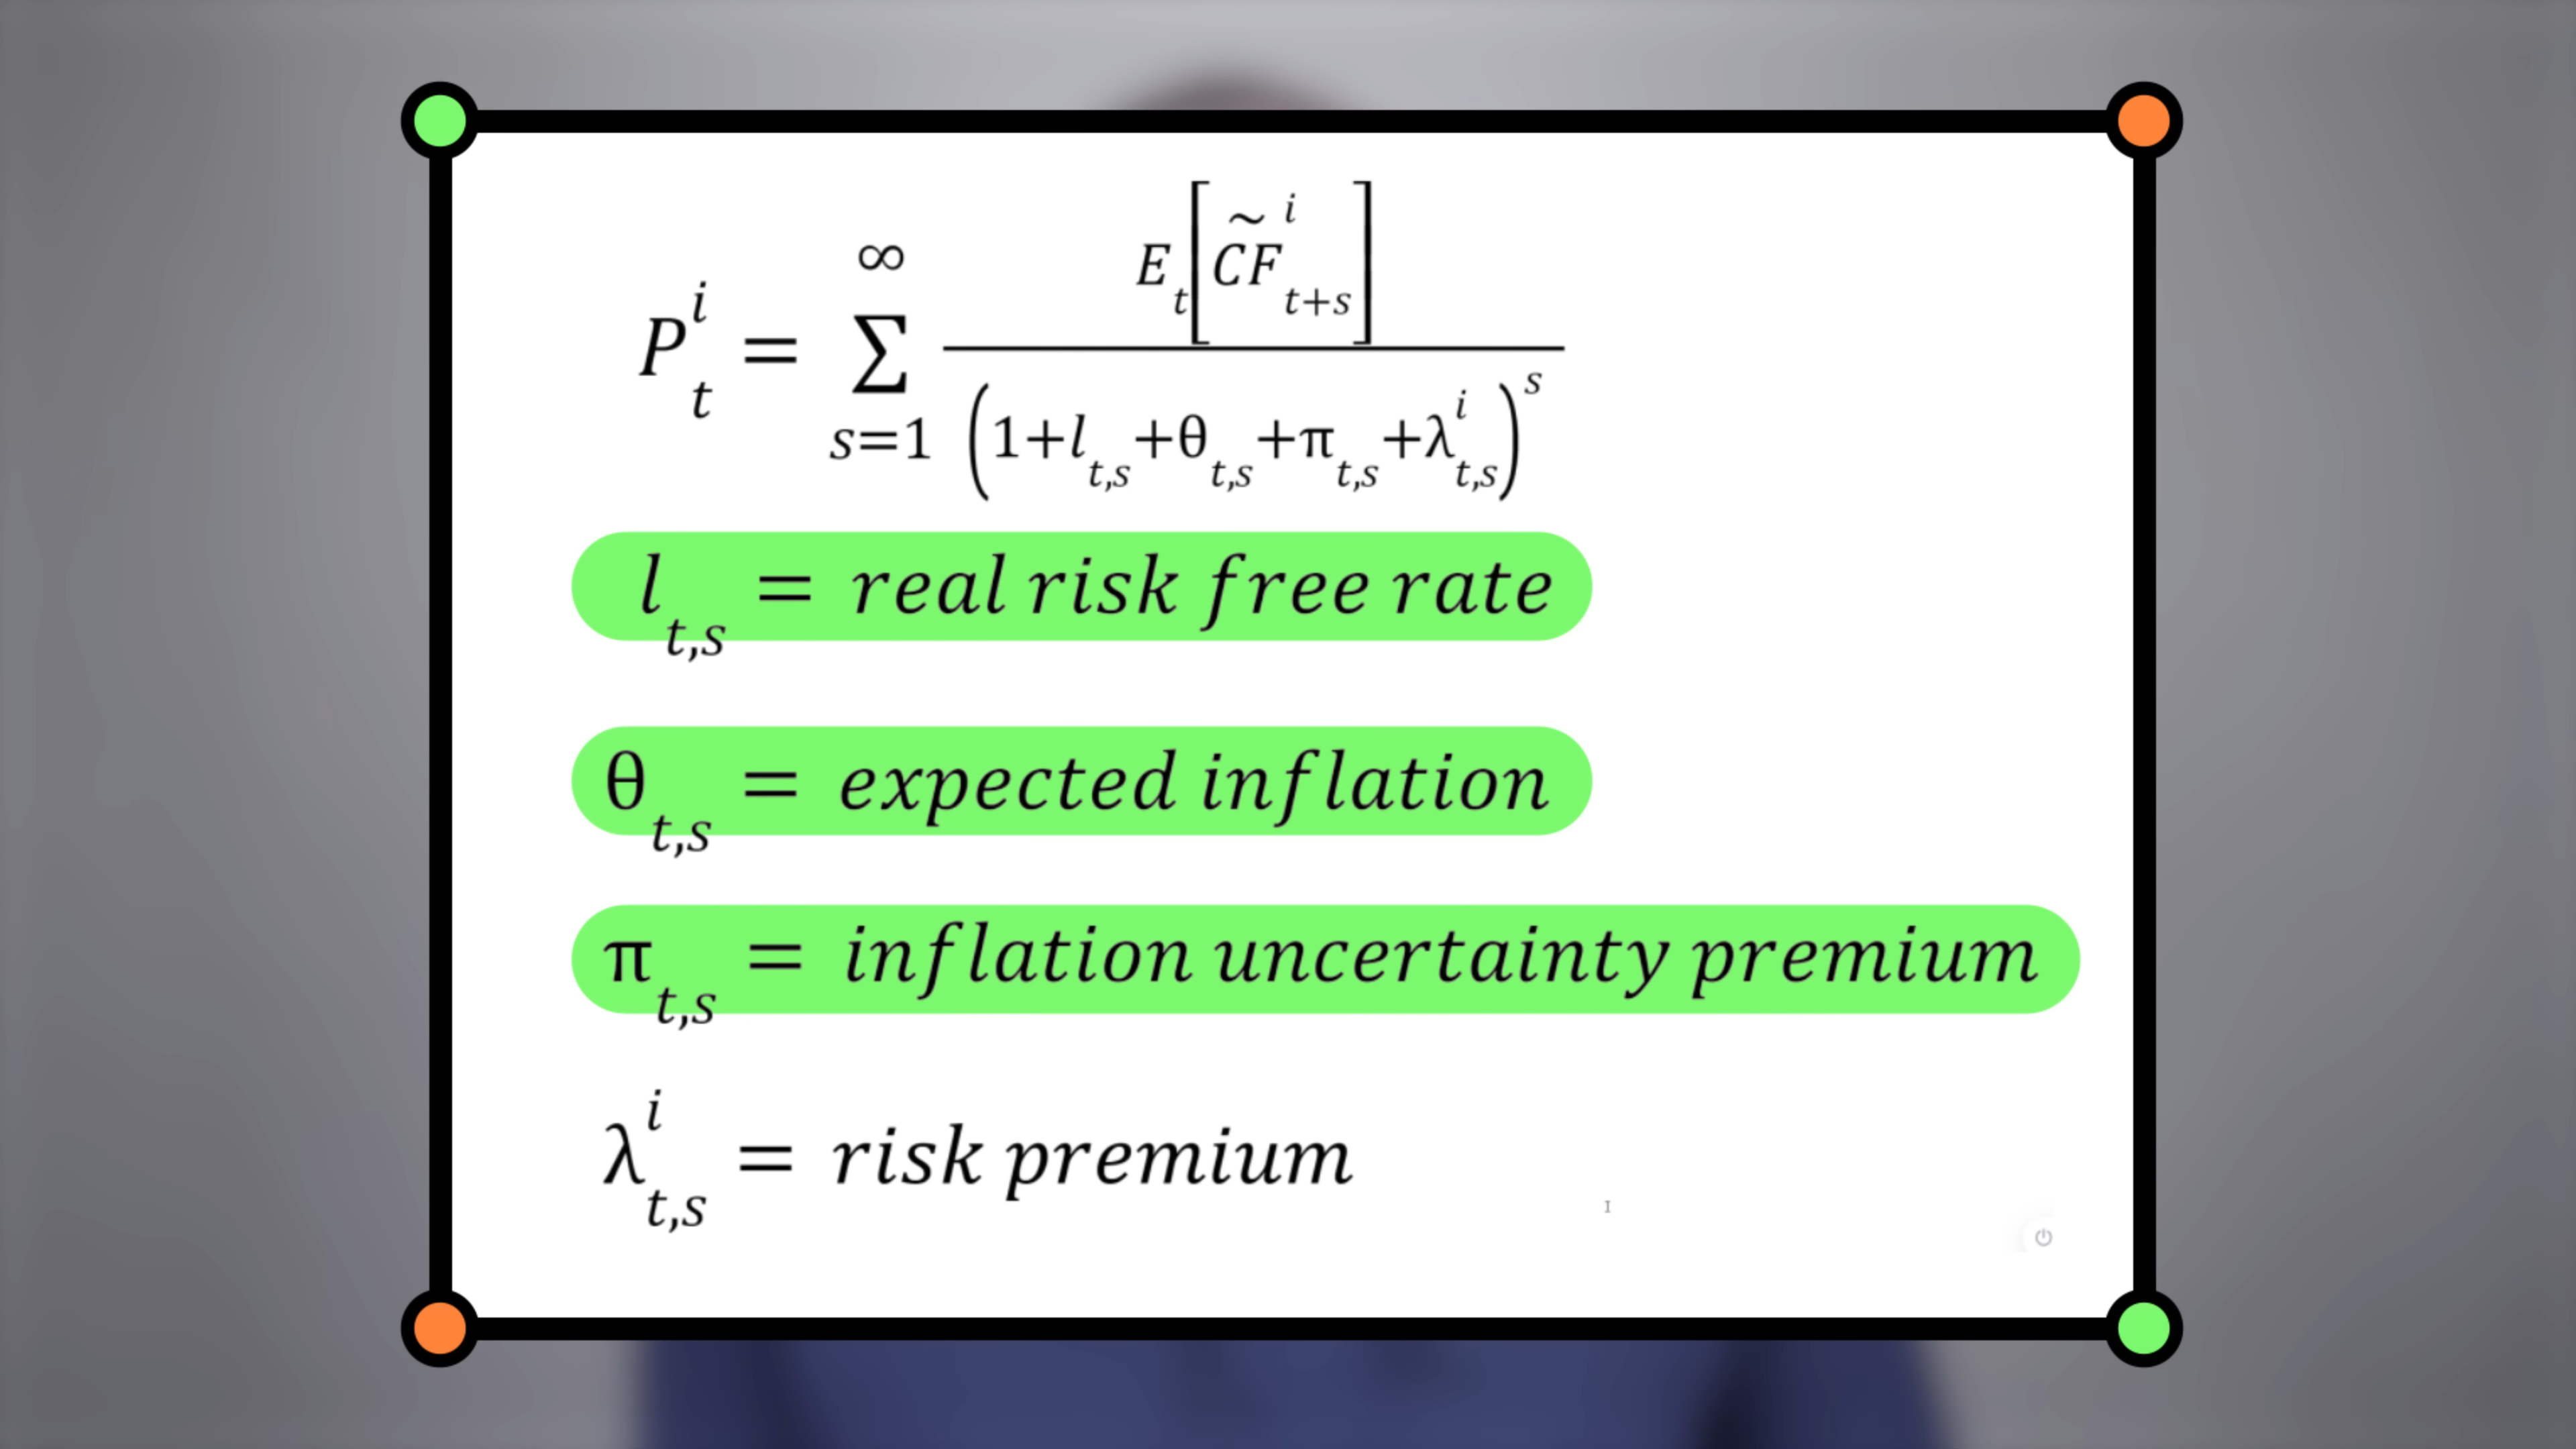 P^i_t = ∑_{s=1}^{∞} E_t[C̃F^i_{t+s}] / (1+l_{t,s}+θ_{t,s}+π_{t,s}+λ^i_{t,s})^s
l_{t,s} = real risk free rate
θ_{t,s} = expected inflation
π_{t,s} = inflation uncertainty premium
λ^i_{t,s} = risk premium